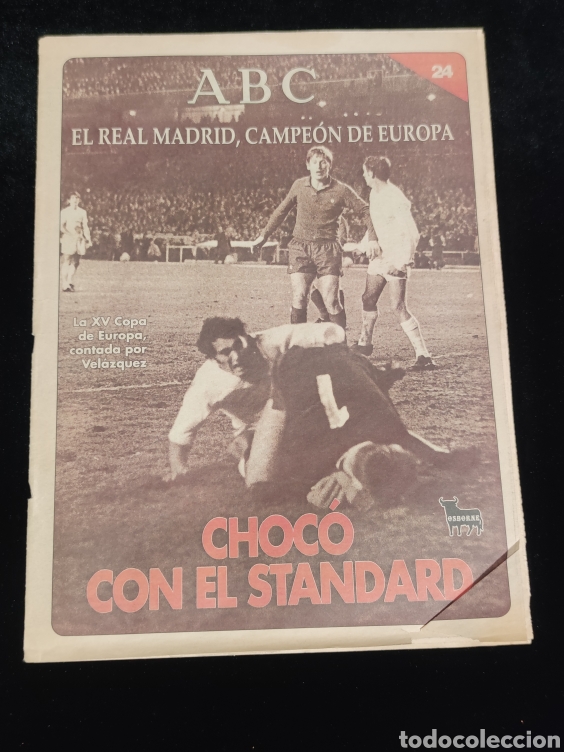 ABC
24
EL REAL MADRID, CAMPEÓN DE EUROPA
La XV Copa
de Europa,
contada por
Velázquez
1
OSBORNE
CHOCÓ
CON EL STANDARD
todocoleccion